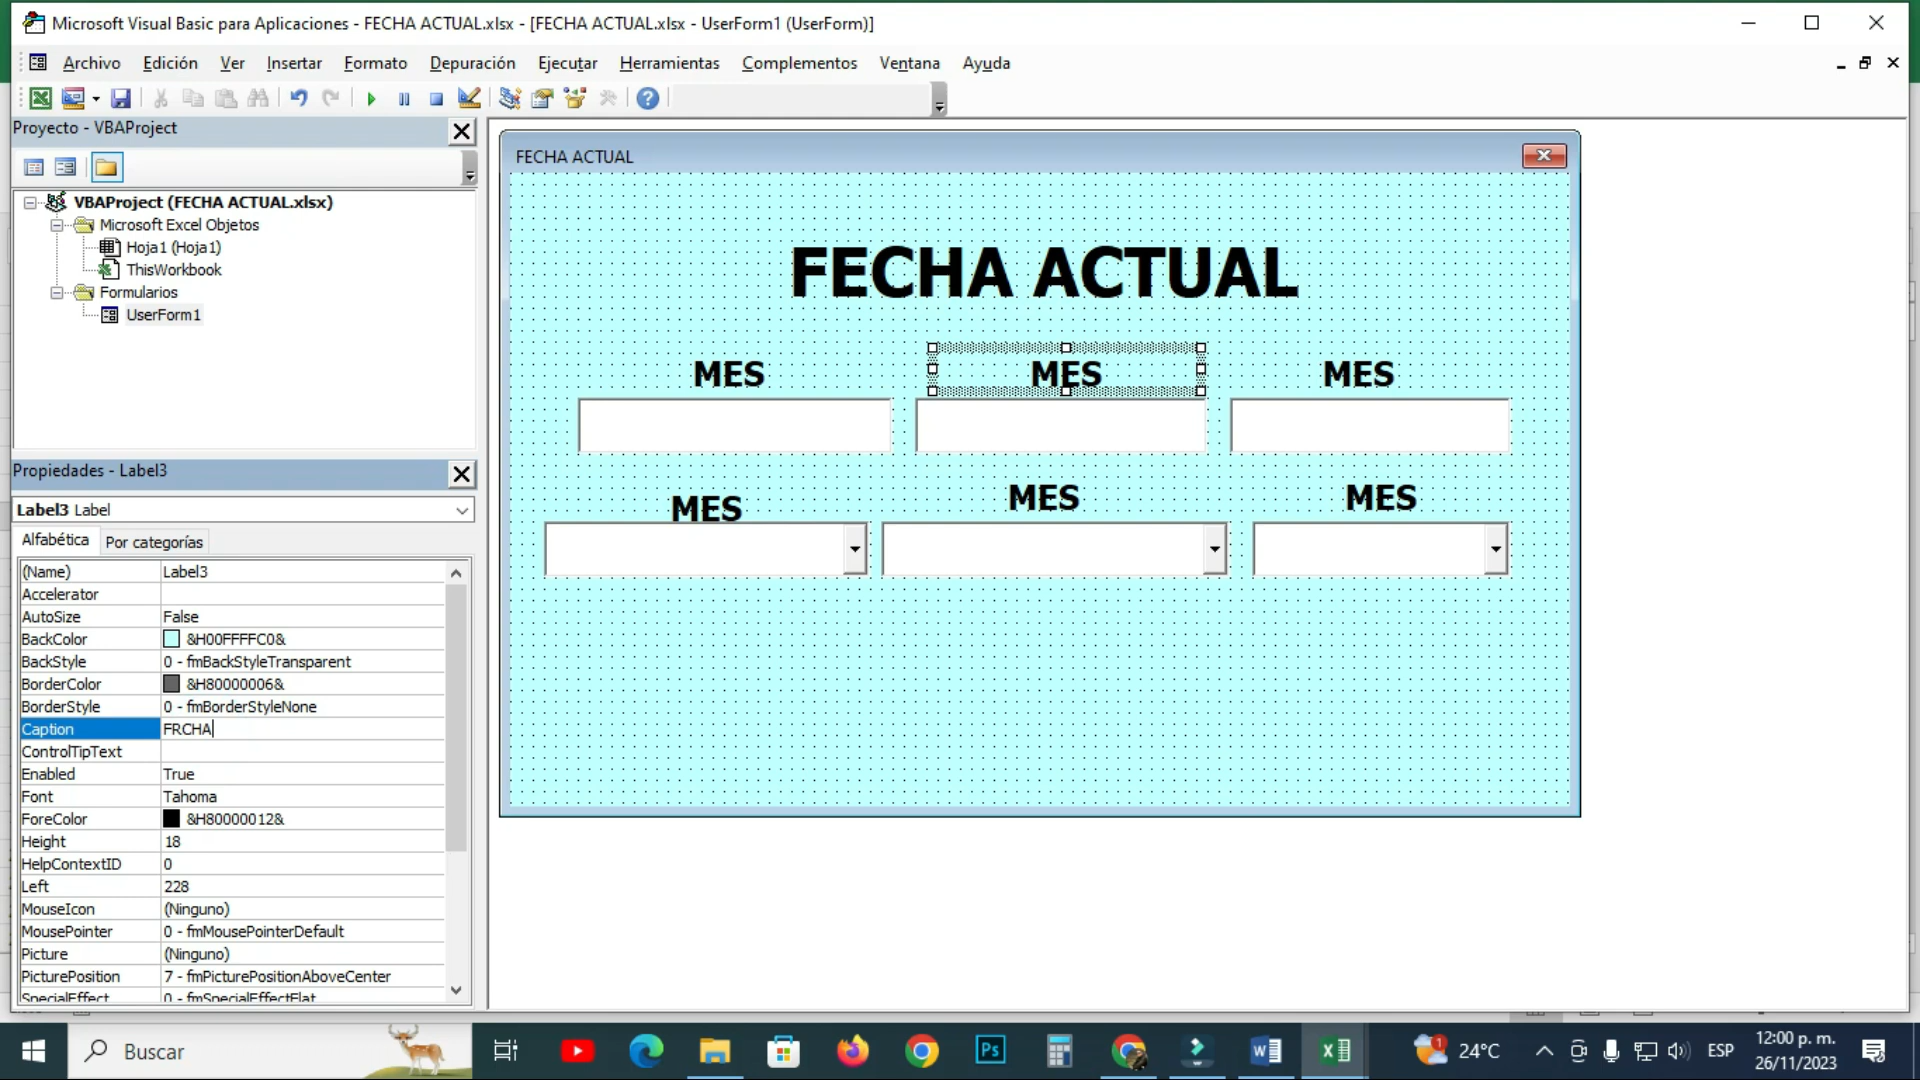 Microsoft Visual Basic para Aplicaciones - FECHA ACTUAL.xlsx - [FECHA ACTUAL.xlsx - UserForm1 (UserForm)]
Archivo Edición Ver Insertar Formato Depuración Ejecutar Herramientas Complementos Ventana Ayuda
Proyecto - VBAProject
VBAProject (FECHA ACTUAL.xlsx)
Microsoft Excel Objetos
Hoja1 (Hoja1)
ThisWorkbook
Formularios
UserForm1
Propiedades - Label3
Label3 Label
Alfabética Por categorías
(Name) Label3
Accelerator
AutoSize False
BackColor &H00FFFFC0&
BackStyle 0 - fmBackStyleTransparent
BorderColor &H80000006&
BorderStyle 0 - fmBorderStyleNone
Caption FRCHA
ControlTipText
Enabled True
Font Tahoma
ForeColor &H80000012&
Height 18
HelpContextID 0
Left 228
MouseIcon (Ninguno)
MousePointer 0 - fmMousePointerDefault
Picture (Ninguno)
PicturePosition 7 - fmPicturePositionAboveCenter
SpecialEffect 0 - fmSpecialEffectFlat
FECHA ACTUAL
FECHA ACTUAL
MES MES MES
MES MES MES
Buscar
Ps
1
24°C
ESP
12:00 p. m.
26/11/2023